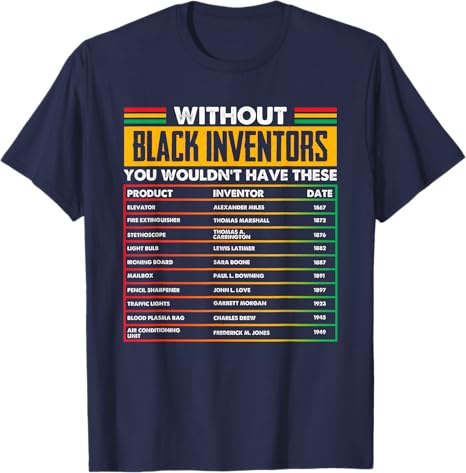 WITHOUT
BLACK INVENTORS
YOU WOULDN'T HAVE THESE
PRODUCT INVENTOR DATE
ELEVATOR ALEXANDER MILES 1867
FIRE EXTINGUISHER THOMAS MARSHALL 1872
STETHOSCOPE THOMAS A. CARRINGTON 1876
LIGHT BULB LEWIS LATIMER 1882
IRONING BOARD SARA BOONE 1887
MAILBOX PAUL L. DOWNING 1891
PENCIL SHARPENER JOHN L. LOVE 1897
TRAFFIC LIGHTS GARRETT MORGAN 1923
BLOOD PLASMA BAG CHARLES DREW 1945
AIR CONDITIONING UNIT FREDERICK M. JONES 1949